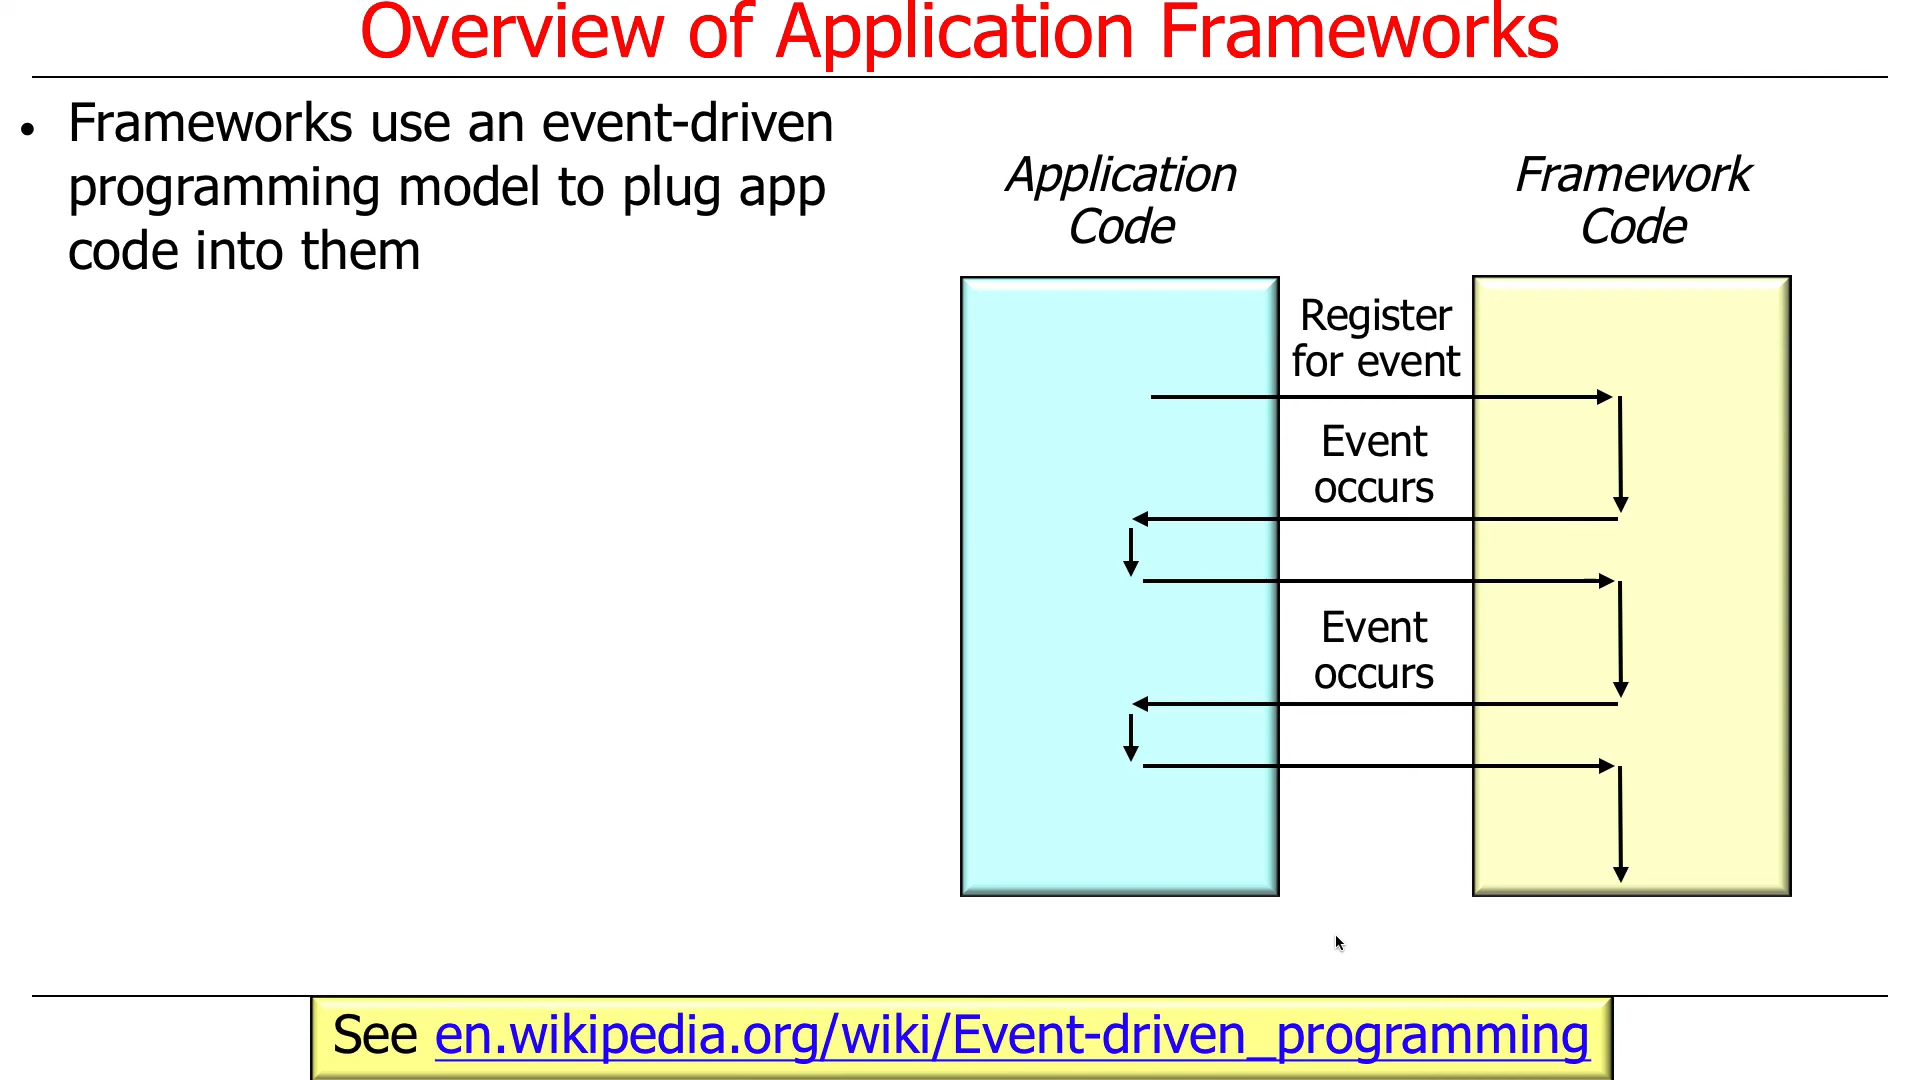 Overview of Application Frameworks
• Frameworks use an event-driven
programming model to plug app
code into them
Application
Code
Framework
Code
Register
for event
Event
occurs
Event
occurs
See en.wikipedia.org/wiki/Event-driven_programming